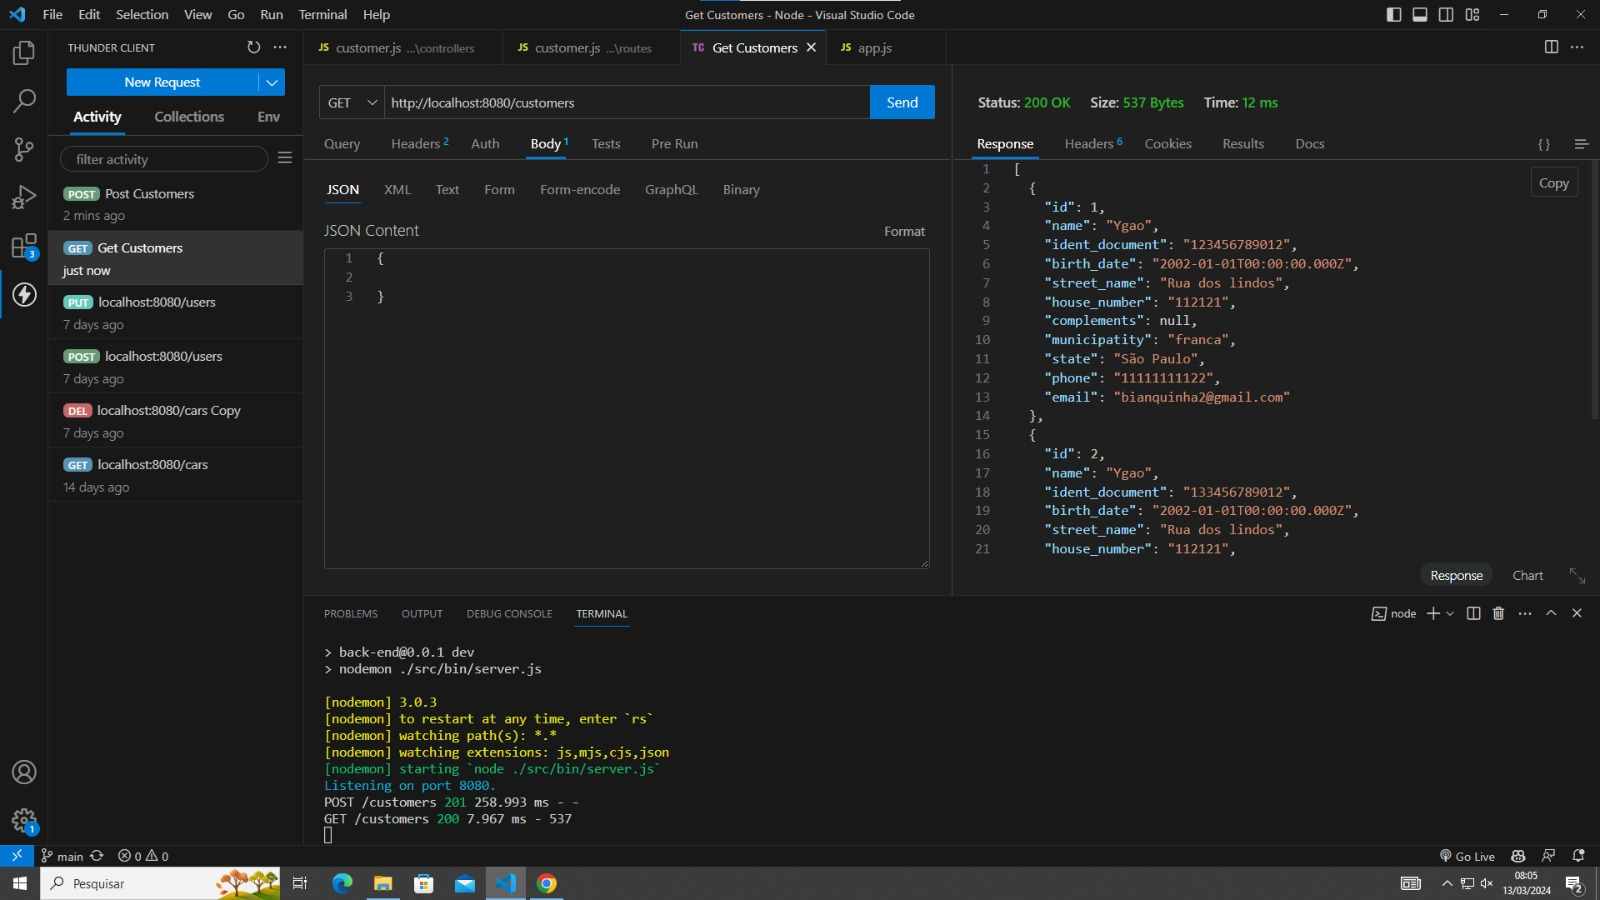 File Edit Selection View Go Run Terminal Help
Get Customers - Node - Visual Studio Code
THUNDER CLIENT
New Request
Activity Collections Env
filter activity
POST Post Customers
2 mins ago
GET Get Customers
just now
PUT localhost:8080/users
7 days ago
POST localhost:8080/users
7 days ago
DEL localhost:8080/cars Copy
7 days ago
GET localhost:8080/cars
14 days ago
3
1
JS customer.js ...\controllers
JS customer.js ...\routes
TC Get Customers
JS app.js
GET http://localhost:8080/customers Send
Query Headers 2 Auth Body 1 Tests Pre Run
JSON XML Text Form Form-encode GraphQL Binary
JSON Content Format
1 {
2
3 }
Status: 200 OK Size: 537 Bytes Time: 12 ms
Response Headers 6 Cookies Results Docs { }
Copy
1 [
2 {
3 "id": 1,
4 "name": "Ygao",
5 "ident_document": "123456789012",
6 "birth_date": "2002-01-01T00:00:00.000Z",
7 "street_name": "Rua dos lindos",
8 "house_number": "112121",
9 "complements": null,
10 "municipatity": "franca",
11 "state": "São Paulo",
12 "phone": "11111111122",
13 "email": "bianquinha2@gmail.com"
14 },
15 {
16 "id": 2,
17 "name": "Ygao",
18 "ident_document": "133456789012",
19 "birth_date": "2002-01-01T00:00:00.000Z",
20 "street_name": "Rua dos lindos",
21 "house_number": "112121",
Response Chart
PROBLEMS OUTPUT DEBUG CONSOLE TERMINAL
node
> back-end@0.0.1 dev
> nodemon ./src/bin/server.js
[nodemon] 3.0.3
[nodemon] to restart at any time, enter `rs`
[nodemon] watching path(s): *.*
[nodemon] watching extensions: js,mjs,cjs,json
[nodemon] starting `node ./src/bin/server.js`
Listening on port 8080.
POST /customers 201 258.993 ms - -
GET /customers 200 7.967 ms - 537
main 0 0
Go Live
Pesquisar
08:05
13/03/2024
2